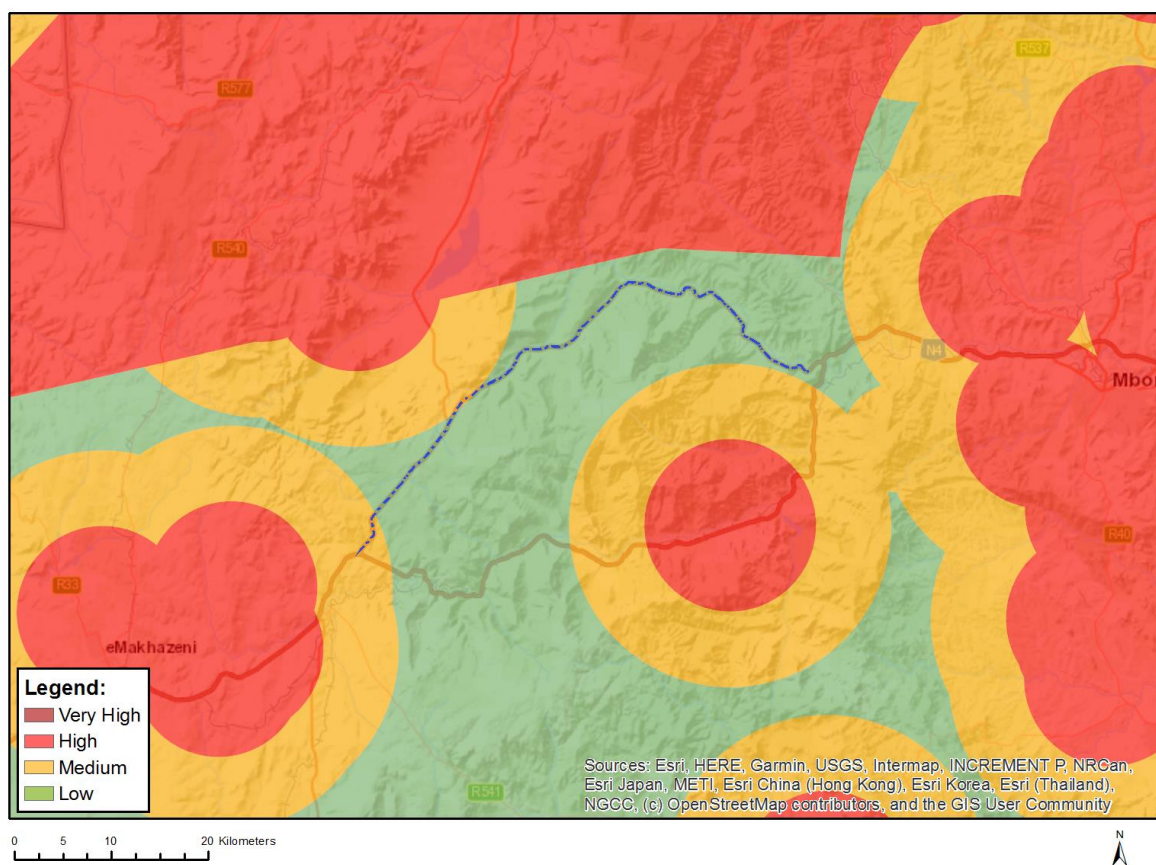 R577
R537
R540
N4
Mbor
R40
R33
eMakhazeni
Legend:
Very High
High
Medium
Low
R541
Sources: Esri, HERE, Garmin, USGS, Intermap, INCREMENT P, NRCan,
Esri Japan, METI, Esri China (Hong Kong), Esri Korea, Esri (Thailand),
NGCC, (c) OpenStreetMap contributors, and the GIS User Community
0 5 10 20 Kilometers
N